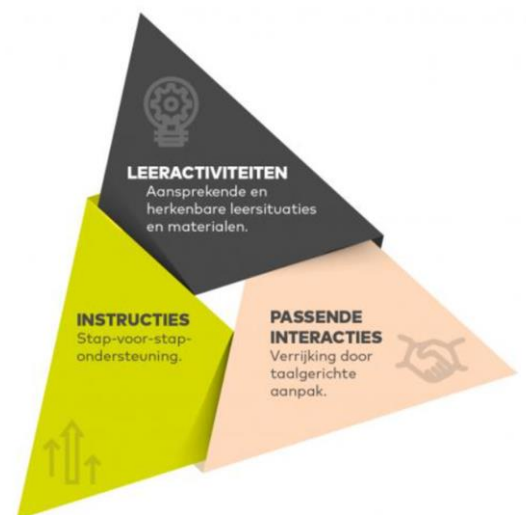 LEERACTIVITEITEN
Aansprekende en
herkenbare leersituaties
en materialen.
INSTRUCTIES
Stap-voor-stap-
ondersteuning.
PASSENDE
INTERACTIES
Verrijking door
taalgerichte
aanpak.